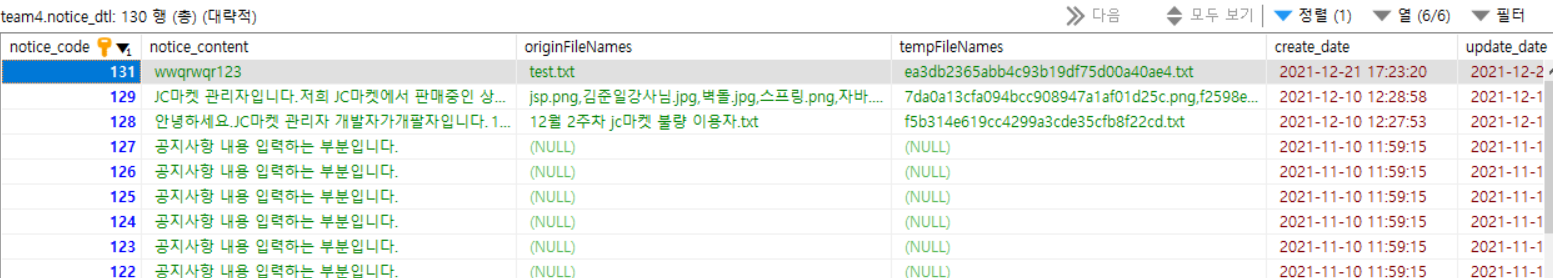 team4.notice_dtl: 130 행 (총) (대략적) 다음 모두 보기 정렬 (1) 열 (6/6) 필터
notice_code 1 notice_content originFileNames tempFileNames create_date update_date
131 wwqrwqr123 test.txt ea3db2365abb4c93b19df75d00a40ae4.txt 2021-12-21 17:23:20 2021-12-2
129 JC마켓 관리자입니다.저희 JC마켓에서 판매중인 상... jsp.png,김준일강사님.jpg,벽돌.jpg,스프링.png,자바.... 7da0a13cfa094bcc908947a1af01d25c.png,f2598e... 2021-12-10 12:28:58 2021-12-1
128 안녕하세요.JC마켓 관리자 개발자가개팔자입니다. 1... 12월 2주차 jc마켓 불량 이용자.txt f5b314e619cc4299a3cde35cfb8f22cd.txt 2021-12-10 12:27:53 2021-12-1
127 공지사항 내용 입력하는 부분입니다. (NULL) (NULL) 2021-11-10 11:59:15 2021-11-1
126 공지사항 내용 입력하는 부분입니다. (NULL) (NULL) 2021-11-10 11:59:15 2021-11-1
125 공지사항 내용 입력하는 부분입니다. (NULL) (NULL) 2021-11-10 11:59:15 2021-11-1
124 공지사항 내용 입력하는 부분입니다. (NULL) (NULL) 2021-11-10 11:59:15 2021-11-1
123 공지사항 내용 입력하는 부분입니다. (NULL) (NULL) 2021-11-10 11:59:15 2021-11-1
122 공지사항 내용 입력하는 부분입니다. (NULL) (NULL) 2021-11-10 11:59:15 2021-11-1